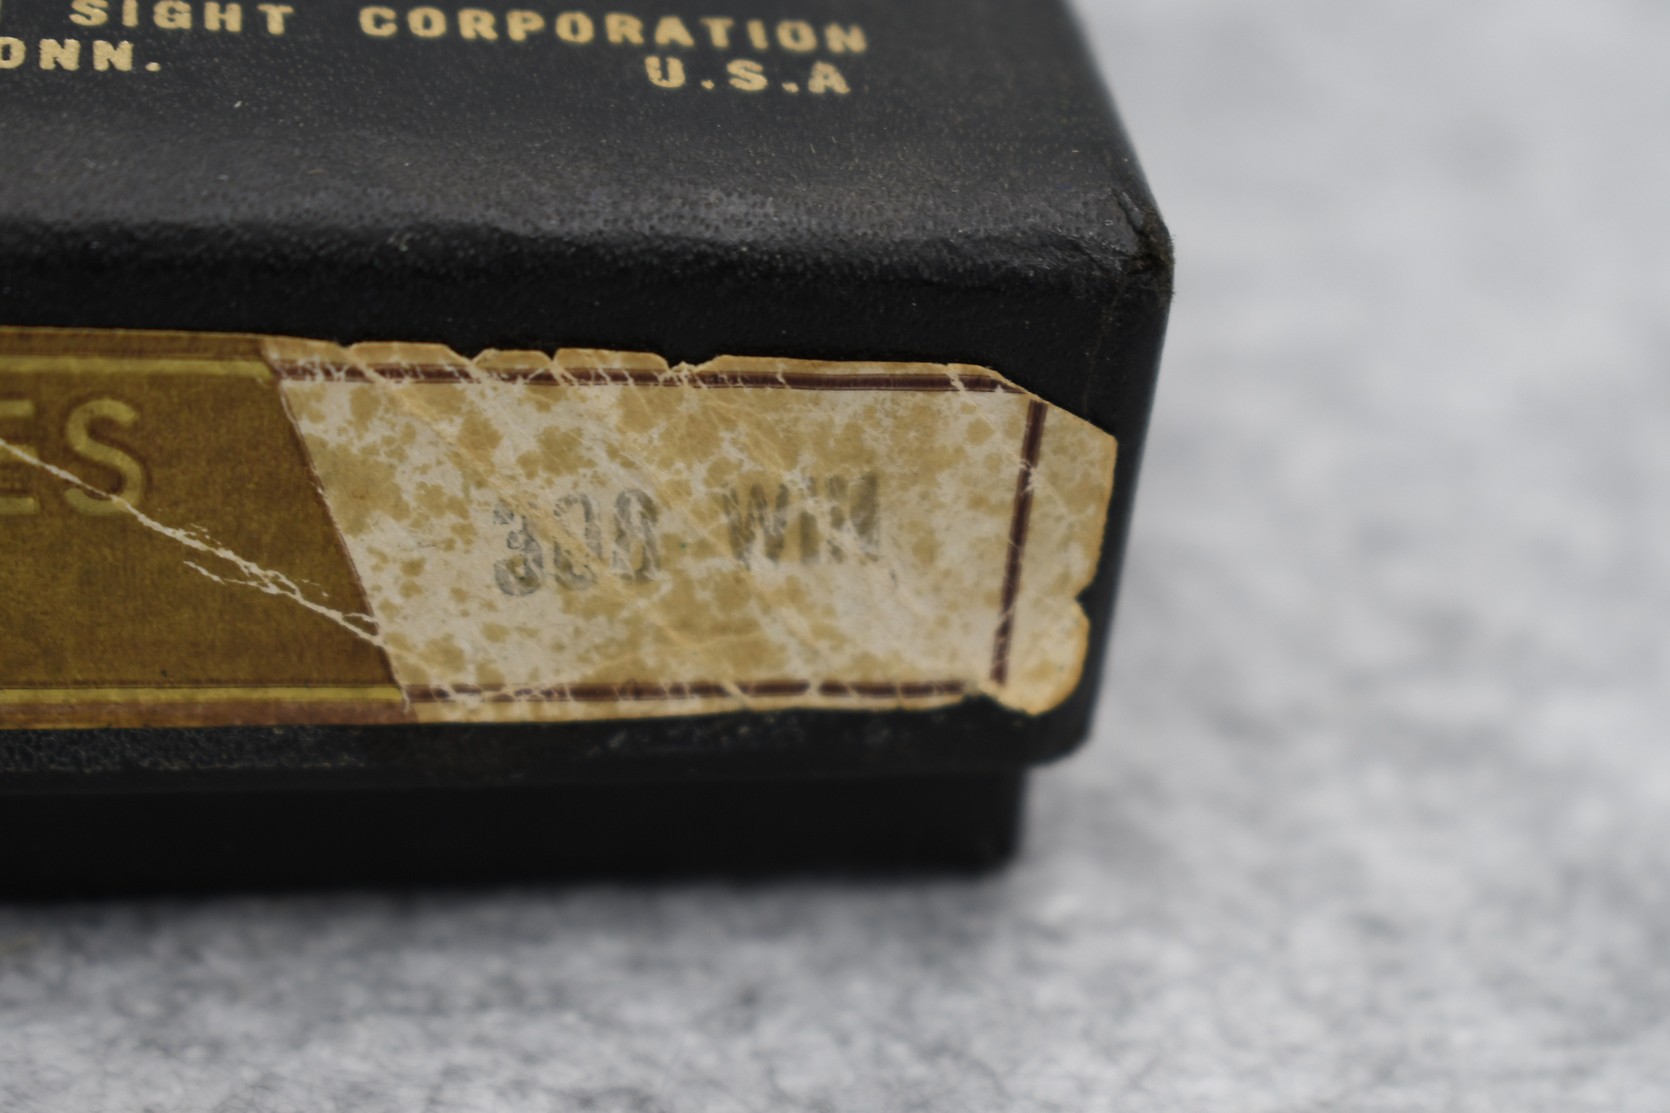 SIGHT CORPORATION
ONN. U.S.A
ES
308 WIN